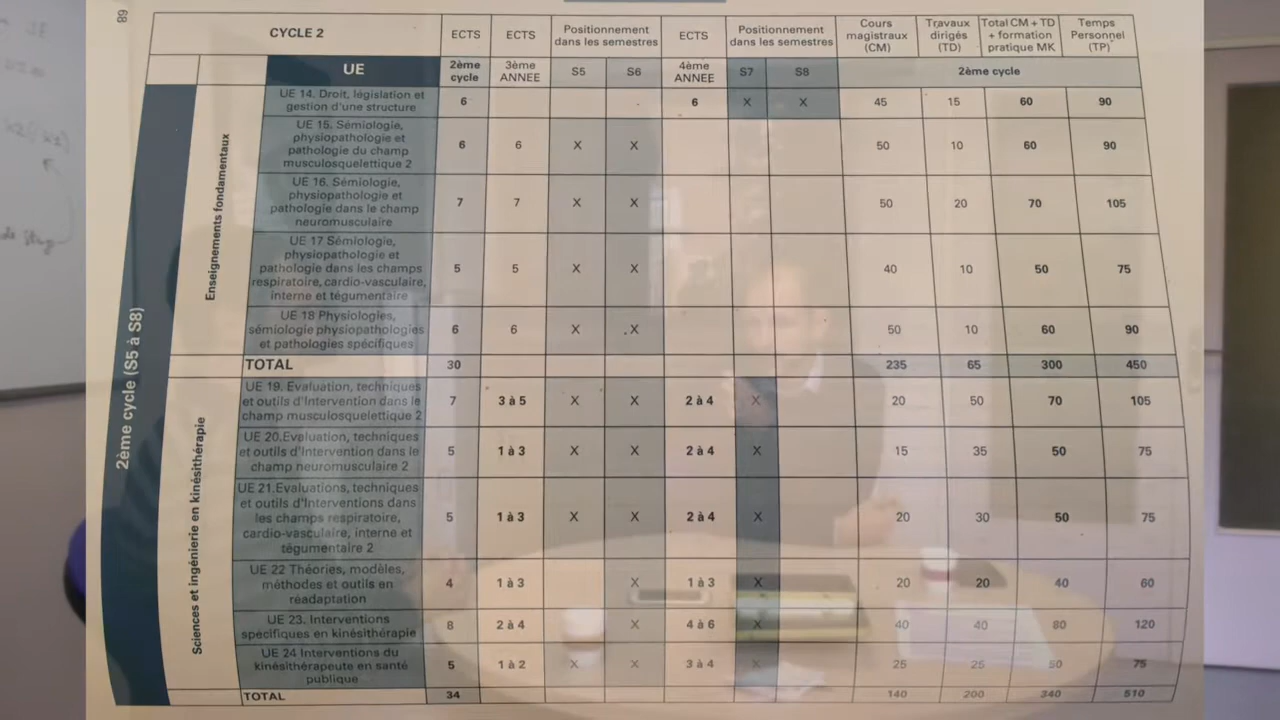 68
CYCLE 2 ECTS ECTS Positionnement dans les semestres ECTS Positionnement dans les semestres Cours magistraux (CM) Travaux dirigés (TD) Total CM + TD + formation pratique MK Temps Personnel (TP)
UE 2ème cycle 3ème ANNEE S5 S6 4ème ANNEE S7 S8 2ème cycle
2ème cycle (S5 à S8)
Enseignements fondamentaux
UE 14. Droit, législation et
gestion d'une structure
6 6 X X 45 15 60 90
UE 15. Sémiologie,
physiopathologie et
pathologie du champ
musculosquelettique 2
6 6 X X 50 10 60 90
UE 16. Sémiologie,
physiopathologie et
pathologie dans le champ
neuromusculaire
7 7 X X 50 20 70 105
UE 17 Sémiologie,
physiopathologie et
pathologie dans les champs
respiratoire, cardio-vasculaire,
interne et tégumentaire
5 5 X X 40 10 50 75
UE 18 Physiologies,
sémiologie physiopathologies
et pathologies spécifiques
6 6 X X 50 10 60 90
TOTAL 30 235 65 300 450
Sciences et ingénierie en kinésithérapie
UE 19. Evaluation, techniques
et outils d'Intervention dans le
champ musculosquelettique 2
7 3 à 5 X X 2 à 4 X 20 50 70 105
UE 20.Evaluation, techniques
et outils d'Intervention dans le
champ neuromusculaire 2
5 1 à 3 X X 2 à 4 X 15 35 50 75
UE 21.Evaluations, techniques
et outils d'Interventions dans
les champs respiratoire,
cardio-vasculaire, interne et
tégumentaire 2
5 1 à 3 X X 2 à 4 X 20 30 50 75
UE 22 Théories, modèles,
méthodes et outils en
réadaptation
4 1 à 3 X 1 à 3 X 20 20 40 60
UE 23. Interventions
spécifiques en kinésithérapie
8 2 à 4 X 4 à 6 X 40 40 80 120
UE 24 Interventions du
kinésithérapeute en santé
publique
5 1 à 2 X X 3 à 4 X 25 25 50 75
TOTAL 34 140 200 340 510